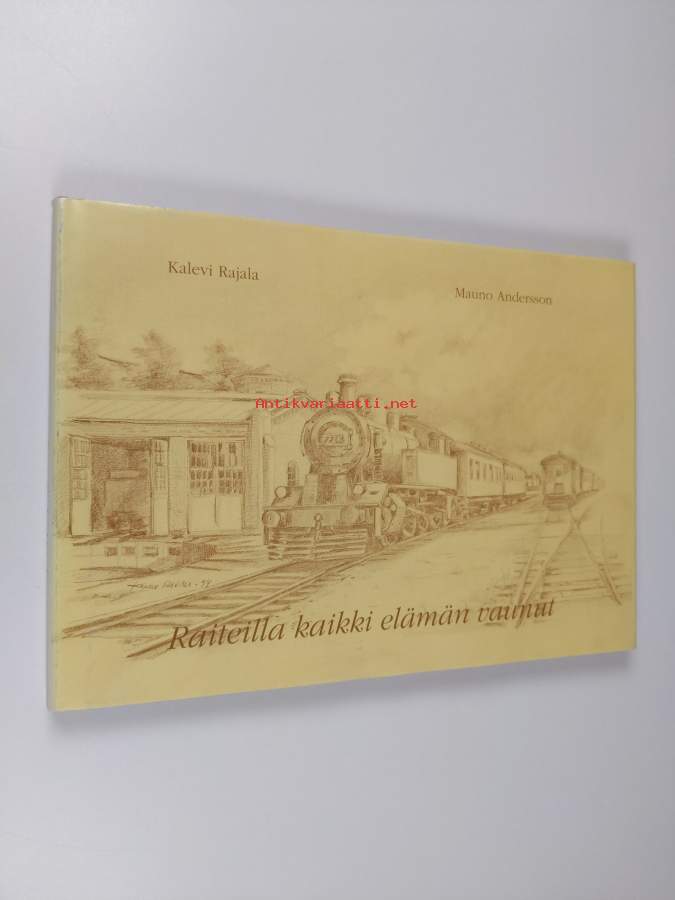 Kalevi Rajala
Mauno Andersson
Antikvariaatti.net
Raiteilla kaikki elämän vaunut